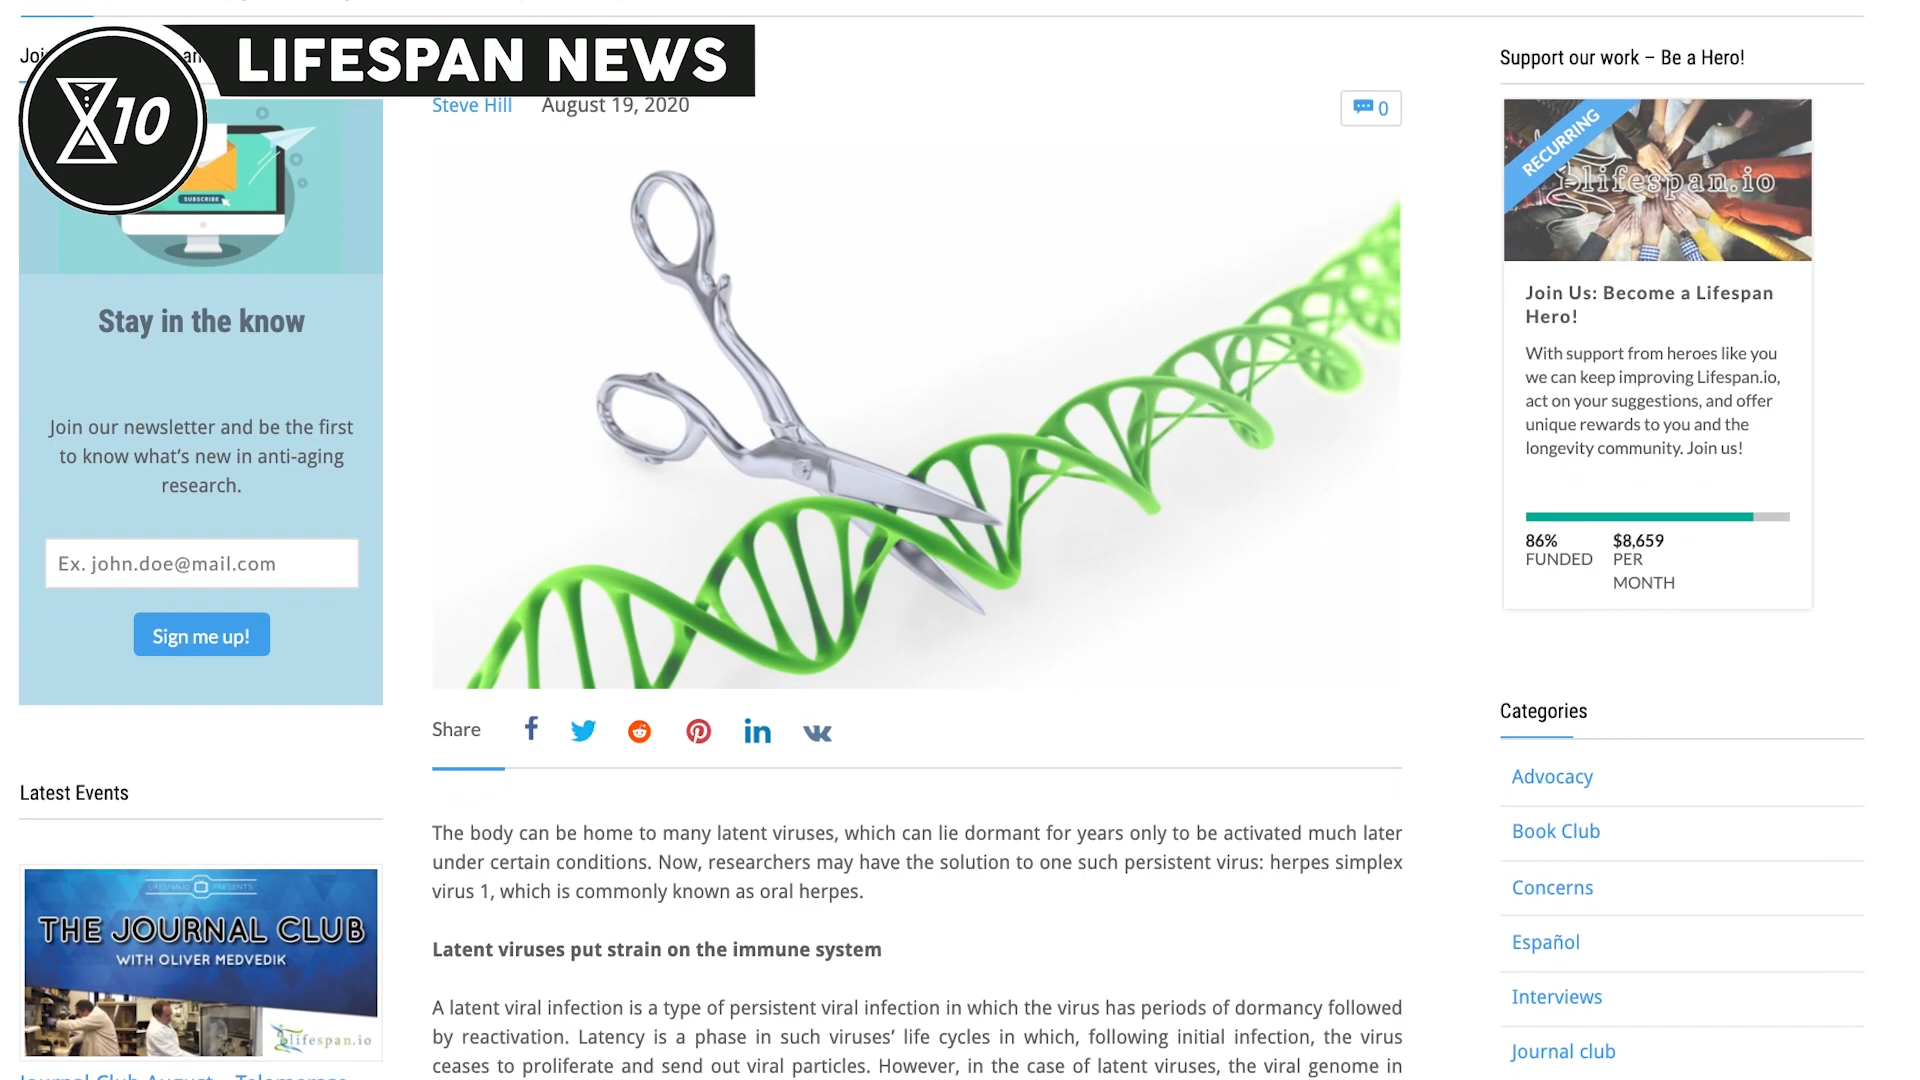 LIFESPAN NEWS
X10
Joi
an
SUBSCRIBE
Stay in the know
Join our newsletter and be the first
to know what's new in anti-aging
research.
Ex. john.doe@mail.com
Sign me up!
Latest Events
LIFESPAN.IO PRESENTS
THE JOURNAL CLUB
WITH OLIVER MEDVEDIK
lifespan.io
Journal Club August – Telomerase
Steve Hill August 19, 2020
0
Share
The body can be home to many latent viruses, which can lie dormant for years only to be activated much later
under certain conditions. Now, researchers may have the solution to one such persistent virus: herpes simplex
virus 1, which is commonly known as oral herpes.
Latent viruses put strain on the immune system
A latent viral infection is a type of persistent viral infection in which the virus has periods of dormancy followed
by reactivation. Latency is a phase in such viruses' life cycles in which, following initial infection, the virus
ceases to proliferate and send out viral particles. However, in the case of latent viruses, the viral genome in
Support our work – Be a Hero!
RECURRING
lifespan.io
Join Us: Become a Lifespan
Hero!
With support from heroes like you
we can keep improving Lifespan.io,
act on your suggestions, and offer
unique rewards to you and the
longevity community. Join us!
86% $8,659
FUNDED PER
MONTH
Categories
Advocacy
Book Club
Concerns
Español
Interviews
Journal club